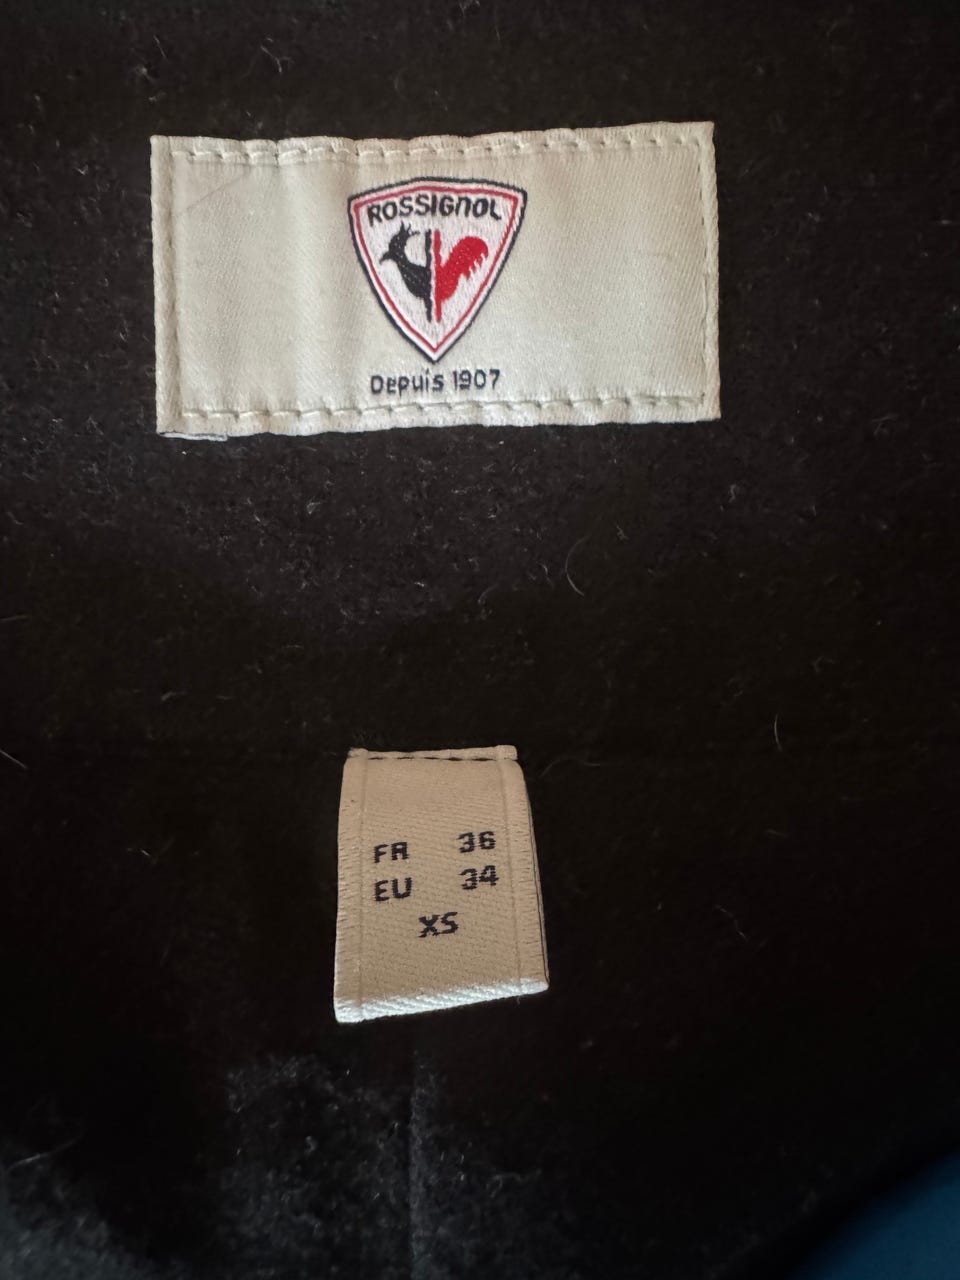 ROSSIGNOL
Depuis 1907
FR 36
EU 34
XS